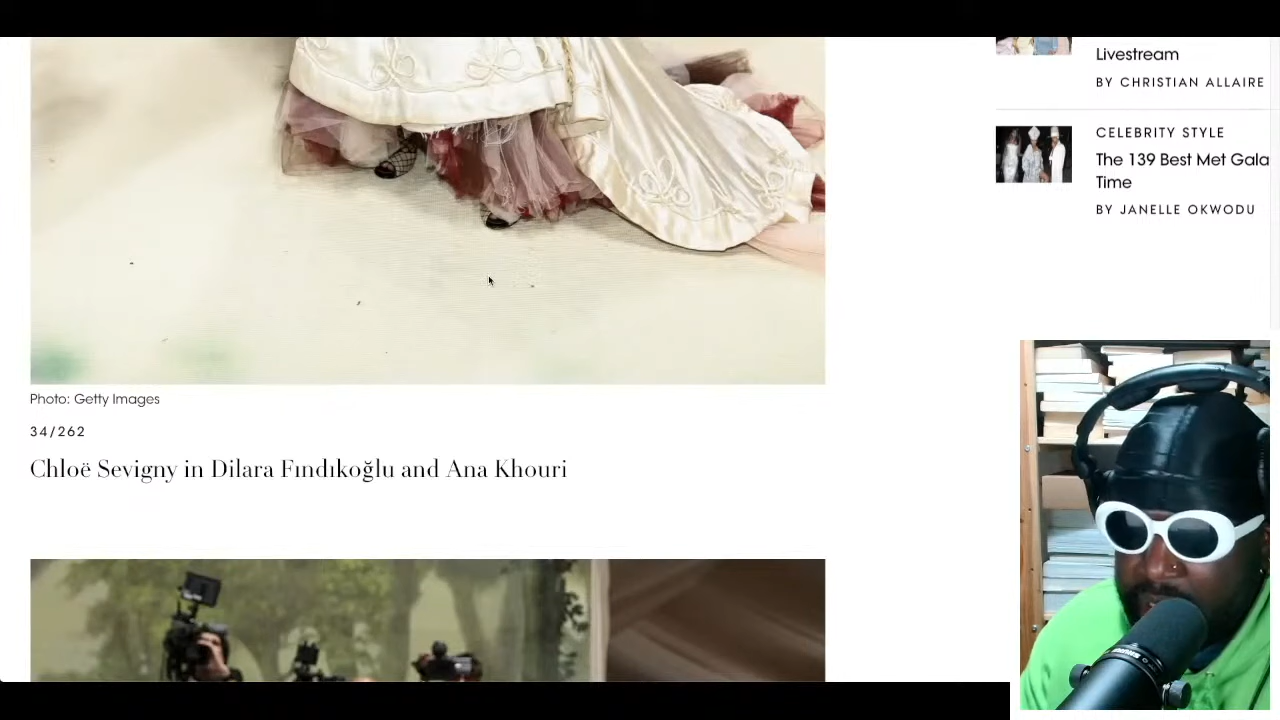 Livestream
BY CHRISTIAN ALLAIRE
CELEBRITY STYLE
The 139 Best Met Gala
Time
BY JANELLE OKWODU
Photo: Getty Images
34/262
Chloë Sevigny in Dilara Fındıkoğlu and Ana Khouri